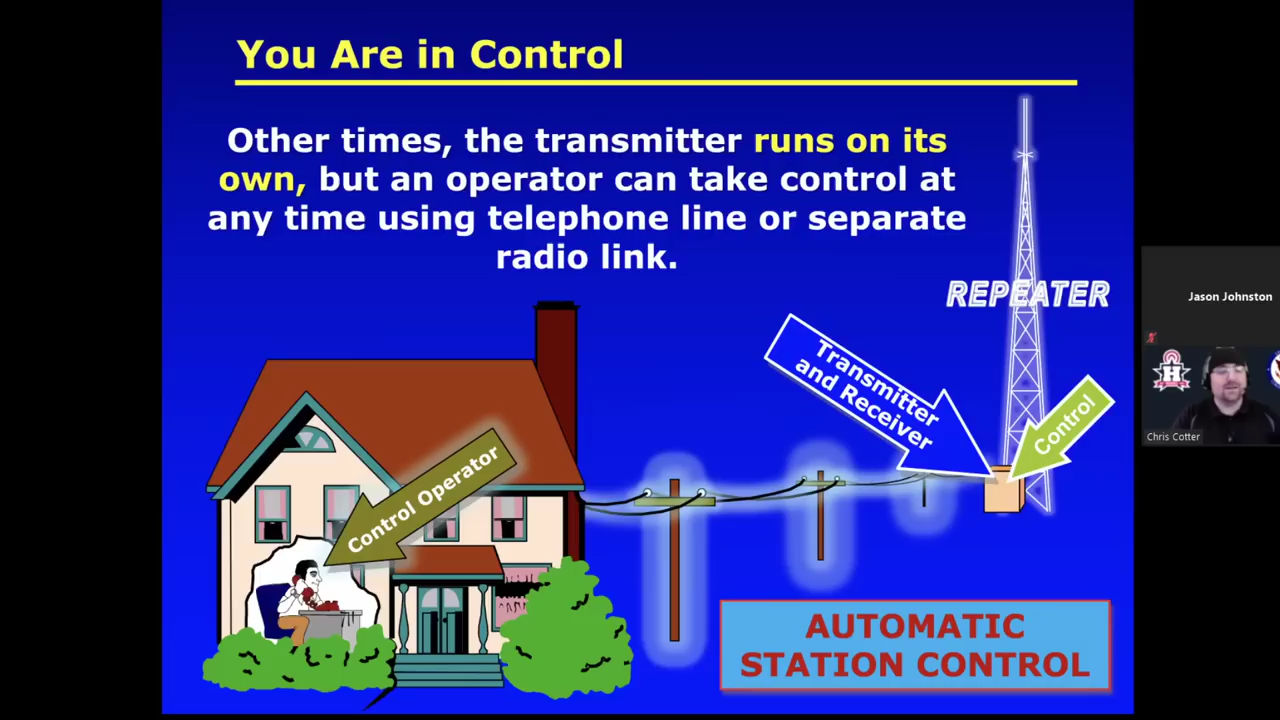 You Are in Control
Other times, the transmitter runs on its
own, but an operator can take control at
any time using telephone line or separate
radio link.
REPEATER
Transmitter
and Receiver
Control
Control Operator
AUTOMATIC
STATION CONTROL
Jason Johnston
H
Chris Cotter